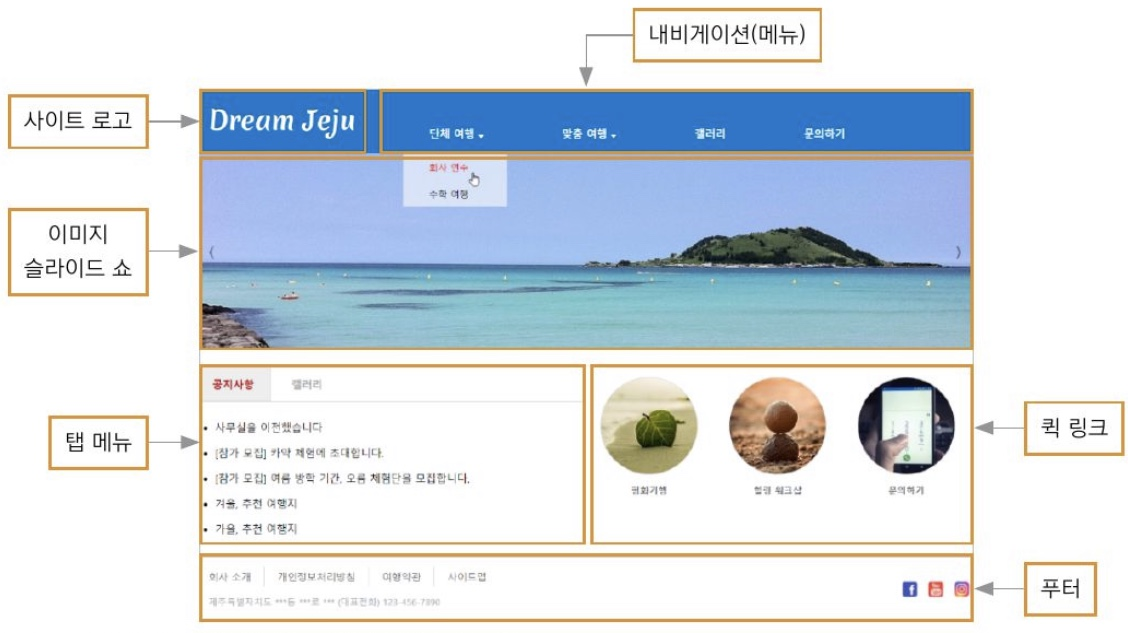 내비게이션(메뉴)
사이트 로고
Dream Jeju
단체 여행
맞춤 여행
갤러리
문의하기
회사 연수
수학 여행
이미지
슬라이드 쇼
공지사항
갤러리
탭 메뉴
• 사무실을 이전했습니다
• [참가 모집] 카약 체험에 초대합니다.
• [참가 모집] 여름 방학 기간, 오름 체험단을 모집합니다.
• 겨울, 추천 여행지
• 가을, 추천 여행지
평화기행
힐링 워크샵
문의하기
퀵 링크
회사 소개
개인정보처리방침
여행약관
사이트맵
제주특별자치도 ***동 ***로 *** (대표전화) 123-456-7890
푸터